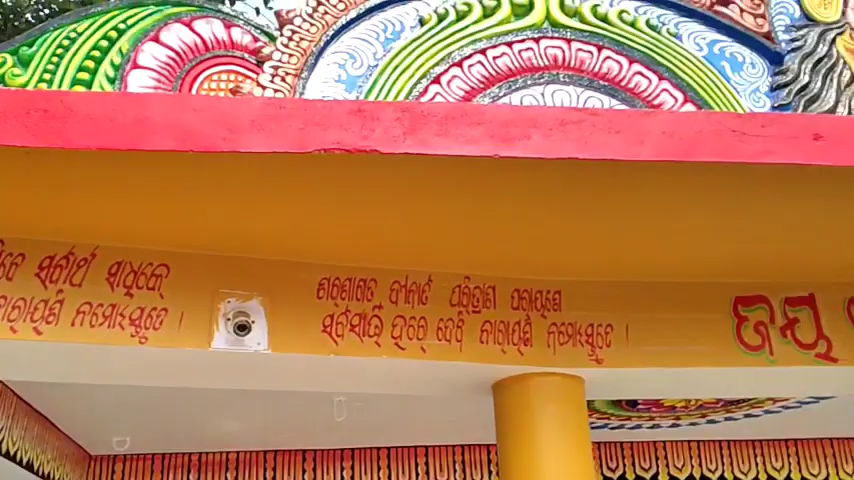 ସର୍ବାର୍ଥ ସାଧିକେ
ନାରାୟଣି ନମୋଽସ୍ତୁତେ ।
ଶରଣାଗତ ଦୀନାର୍ତ ପରିତ୍ରାଣ ପରାୟଣେ
ସର୍ବସ୍ୟାର୍ତ୍ତି ହରେ ଦେବି ନାରାୟଣି ନମୋଽସ୍ତୁତେ ।
ଜୟ